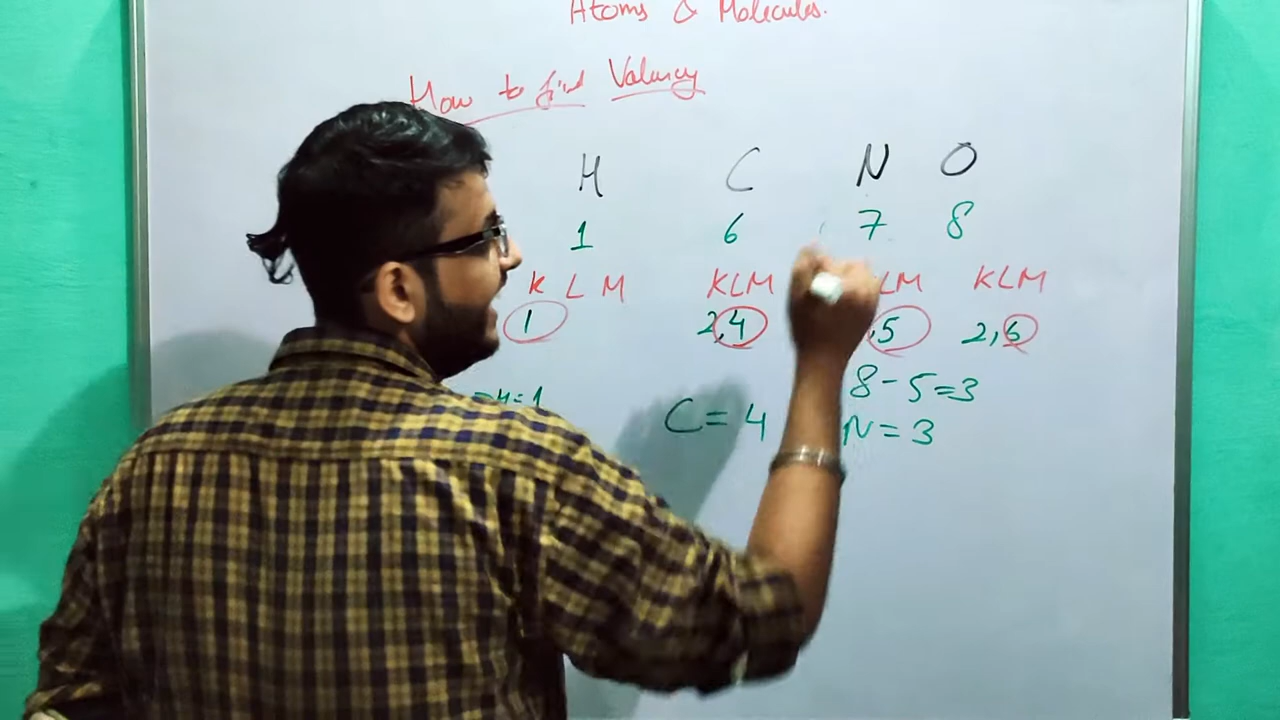 Atoms & Molecules.
How to find Valency
H C N O
1 6 7 8
K L M KLM LM KLM
1 2,4 ,5 2,6
8-5=3
=1 C=4 N=3